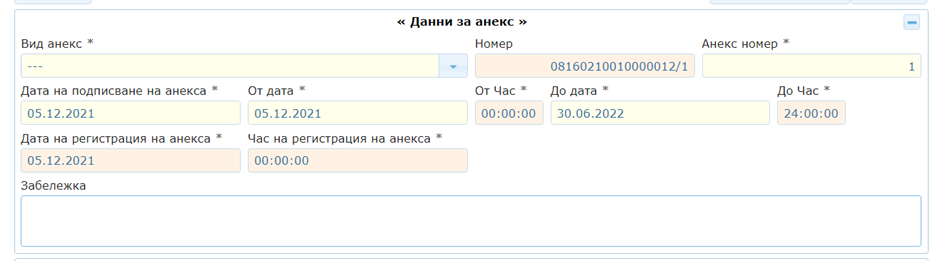 « Данни за анекс »
Вид анекс * Номер Анекс номер *
--- 08160210010000012/1 1
Дата на подписване на анекса * От дата * От Час * До дата * До Час *
05.12.2021 05.12.2021 00:00:00 30.06.2022 24:00:00
Дата на регистрация на анекса * Час на регистрация на анекса *
05.12.2021 00:00:00
Забележка